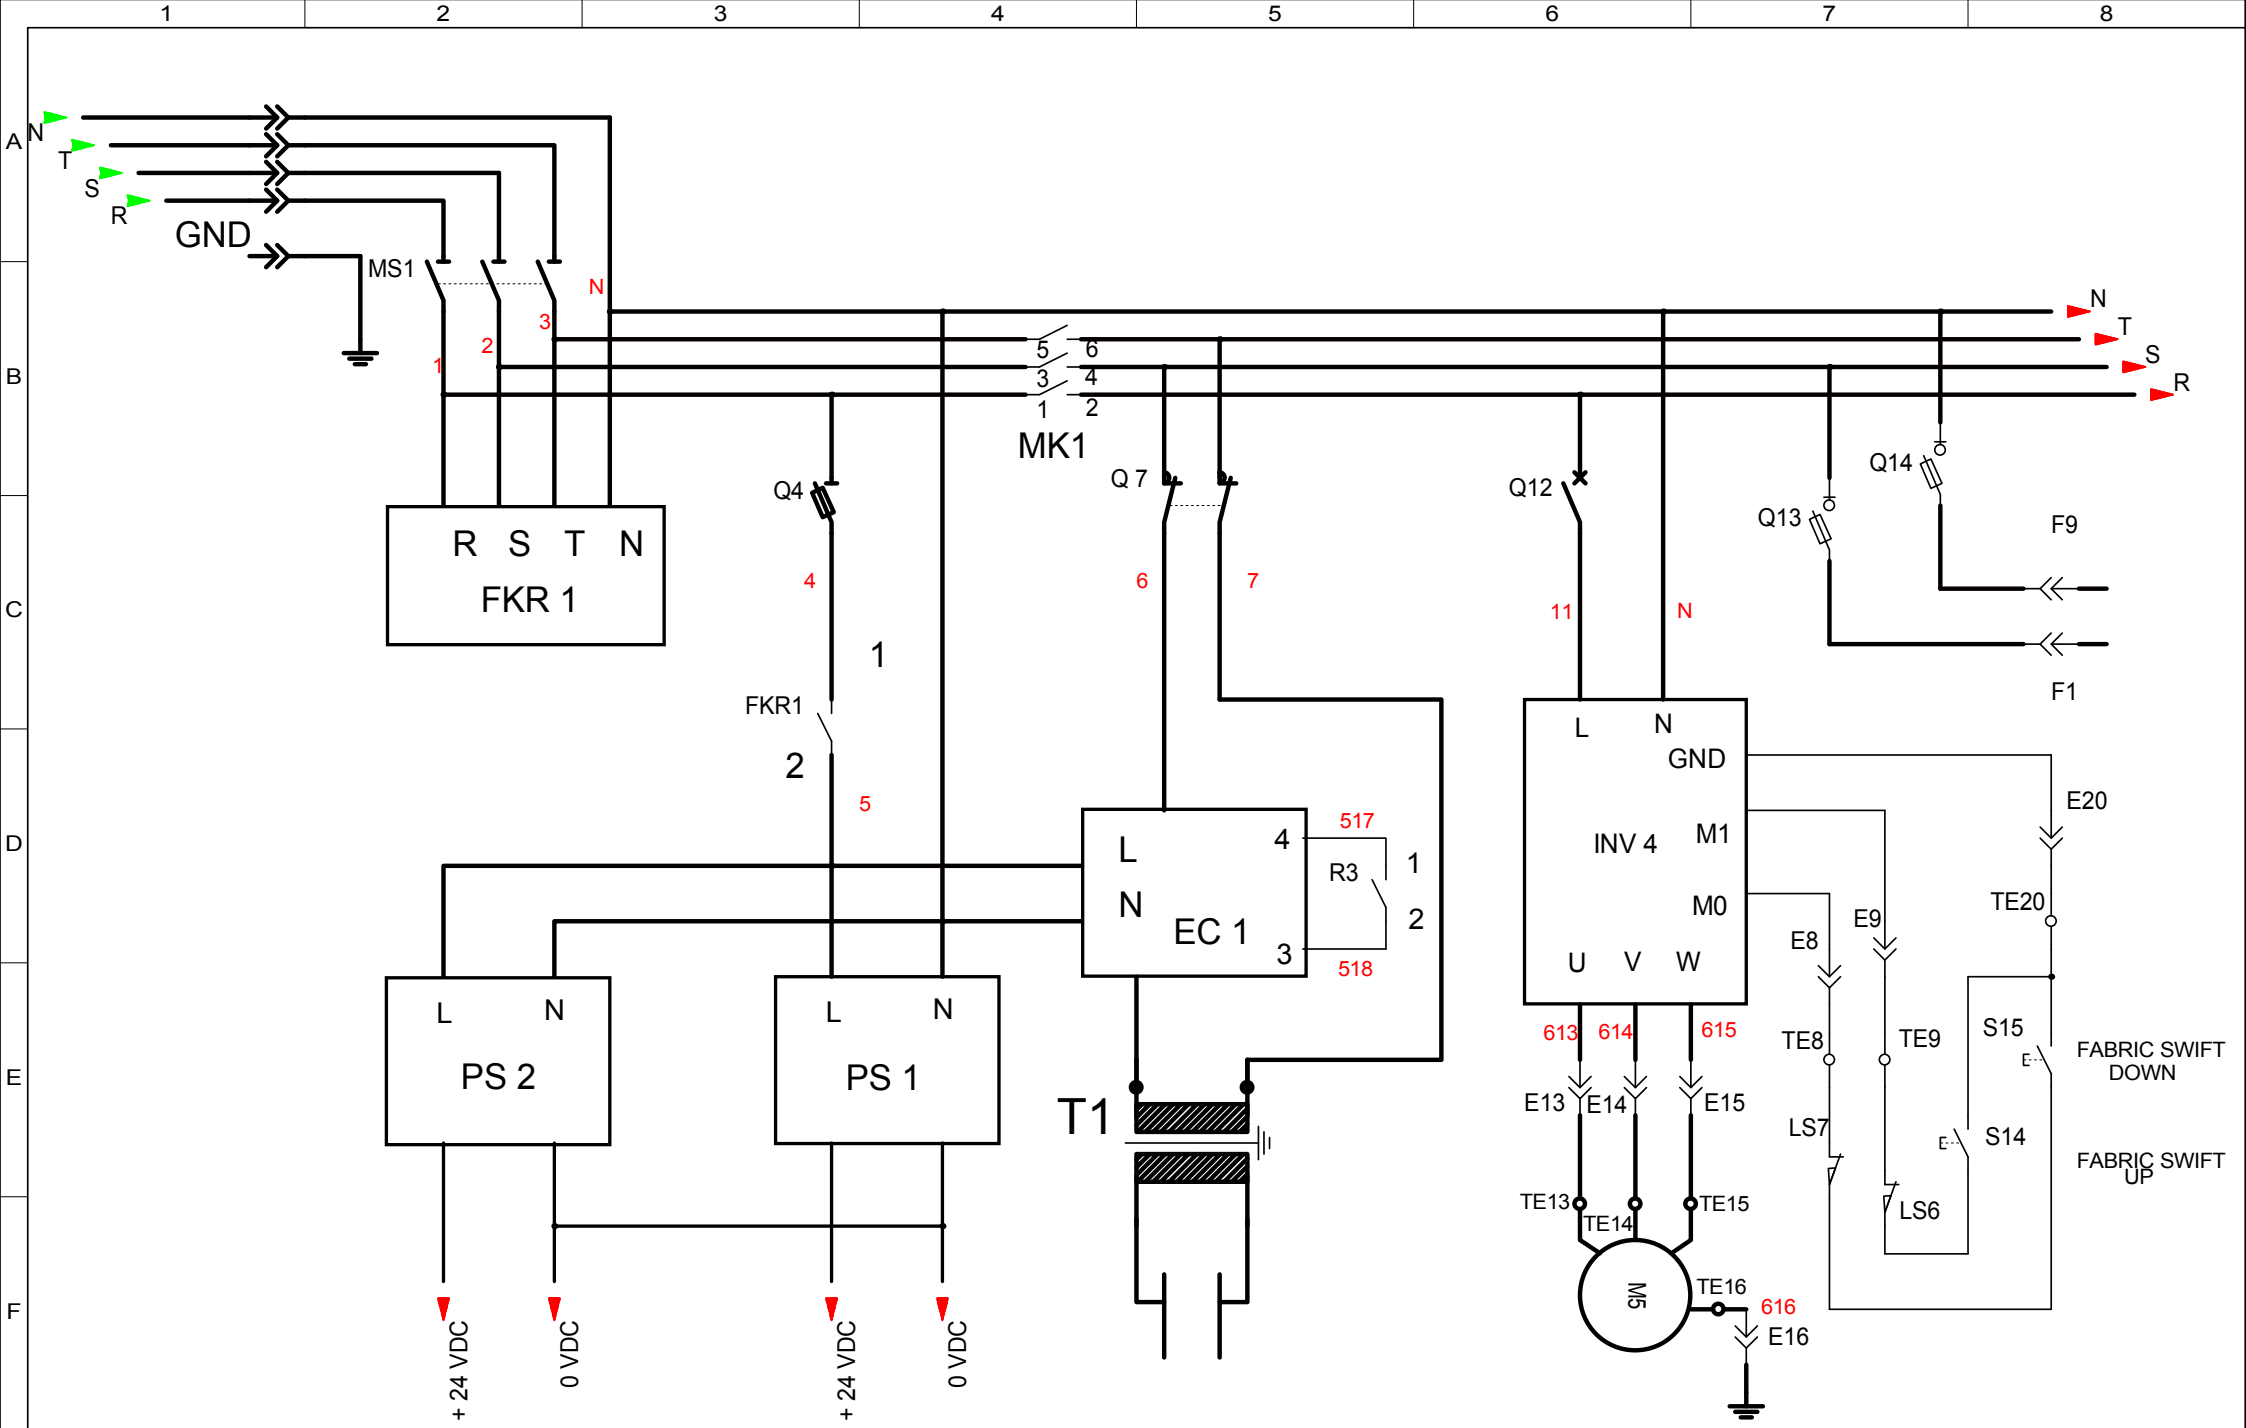 1 2 3 4 5 6 7 8
A
B
C
D
E
F
N
T
S
R
GND
MS1
N
3
2
1
N
T
S
R
5 6
3 4
1 2
MK1
Q4
Q 7
Q12
Q13
Q14
F9
F1
R S T N
FKR 1
4
6
7
11
N
1
FKR1
2
5
L
N
EC 1
4
3
517
518
R3
1
2
L N
GND
INV 4
M1
M0
U V W
E20
TE20
E9
E8
613 614 615
TE8
TE9
S15
FABRIC SWIFT
DOWN
E13 E14 E15
LS7
S14
FABRIC SWIFT
UP
LS6
L N
PS 2
L N
PS 1
T1
TE13
TE14
TE15
M5
TE16
616
E16
+ 24 VDC
0 VDC
+ 24 VDC
0 VDC